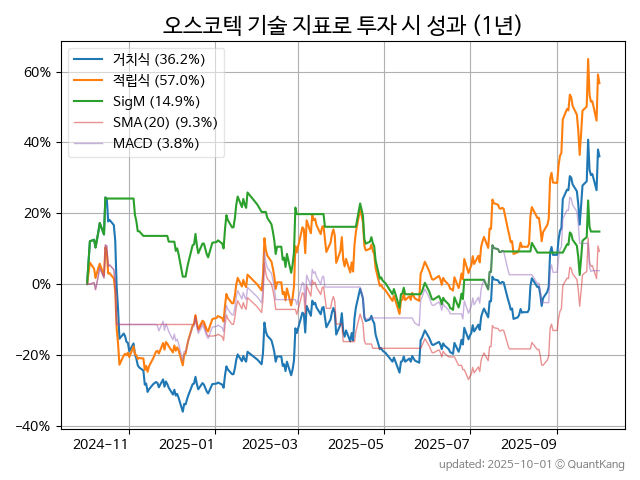 오스코텍 기술 지표로 투자 시 성과 (1년)
거치식 (36.2%)
적립식 (57.0%)
SigM (14.9%)
SMA(20) (9.3%)
MACD (3.8%)
60%
40%
20%
0%
−20%
−40%
2024-11 2025-01 2025-03 2025-05 2025-07 2025-09
updated: 2025-10-01 © QuantKang